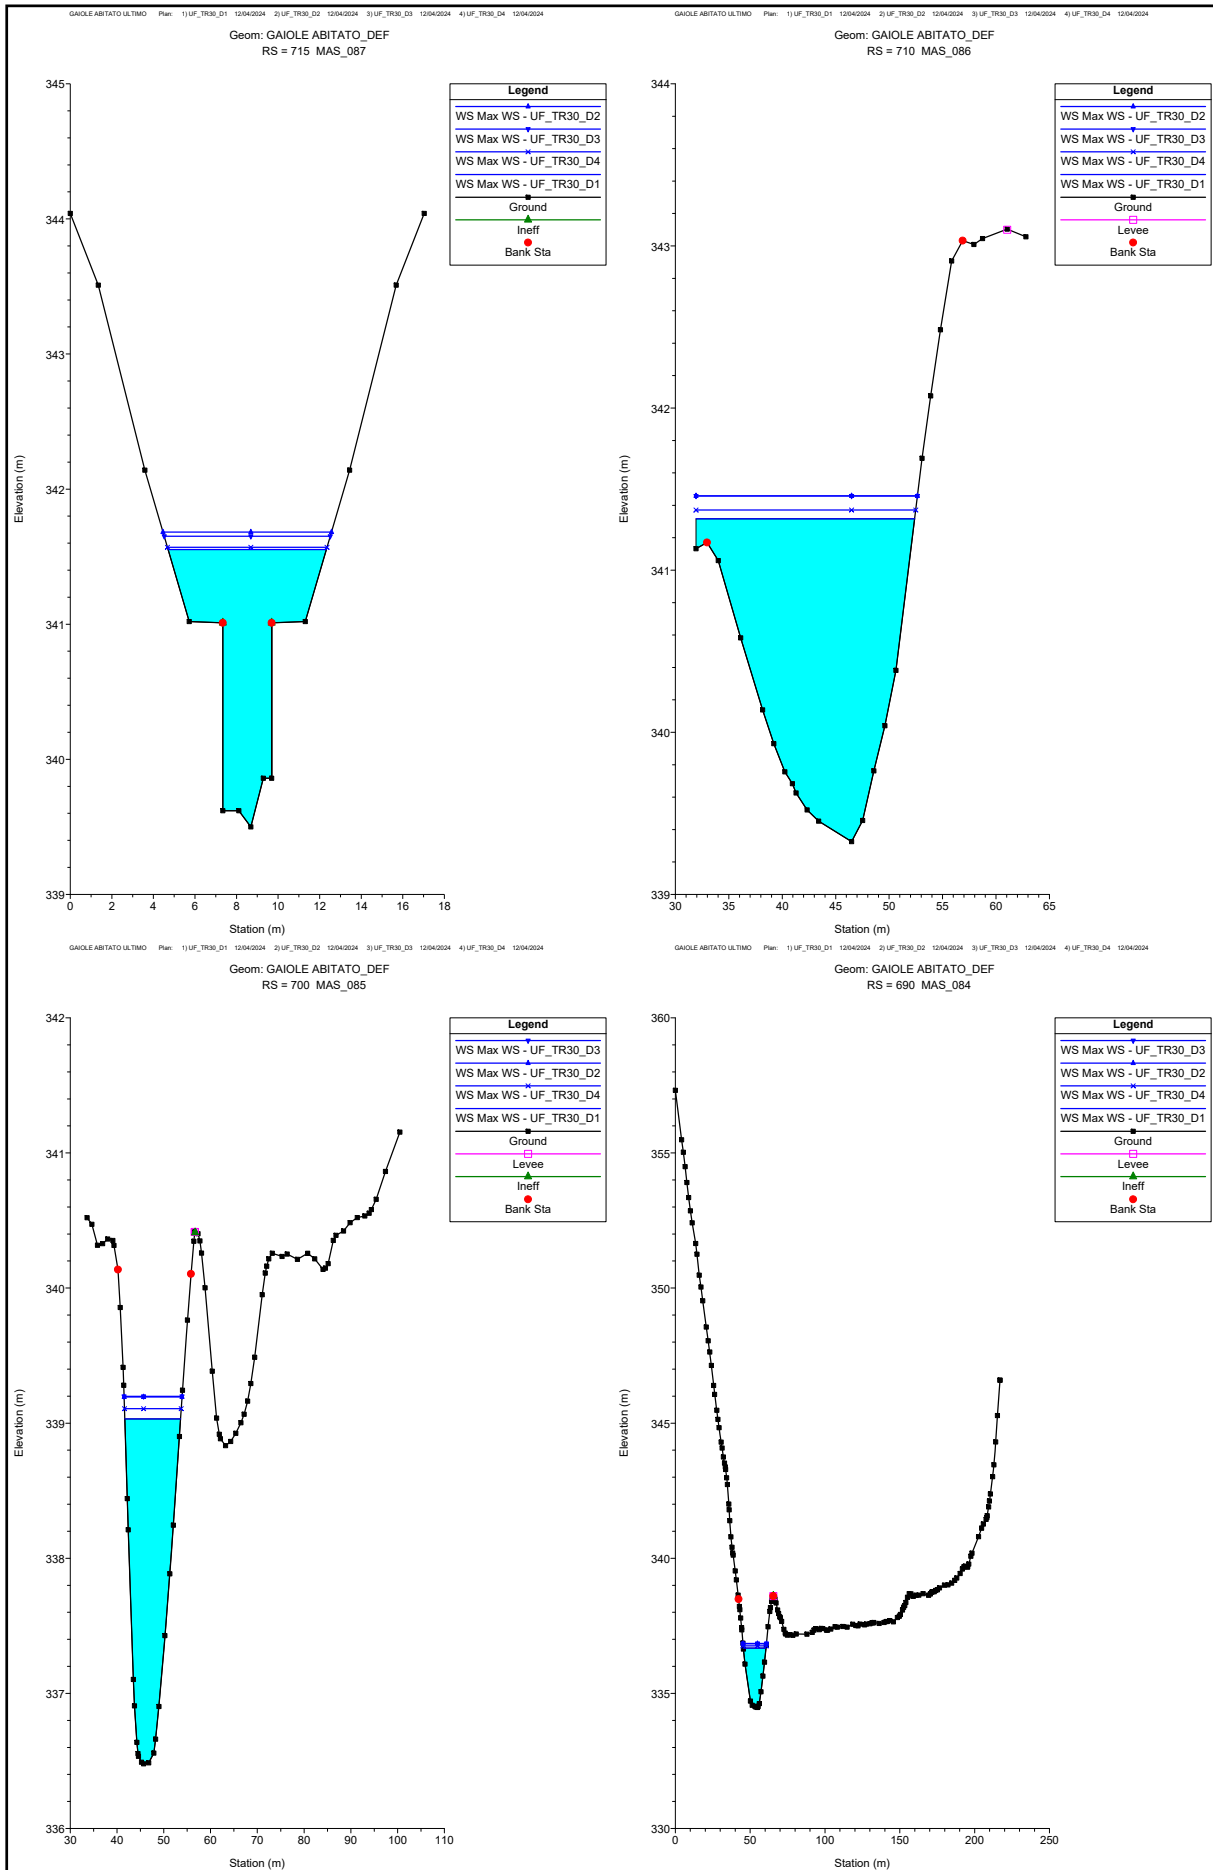 GAIOLE ABITATO ULTIMO Plan: 1) UF_TR30_D1 12/04/2024 2) UF_TR30_D2 12/04/2024 3) UF_TR30_D3 12/04/2024 4) UF_TR30_D4 12/04/2024
Geom: GAIOLE ABITATO_DEF
RS = 715 MAS_087
Legend
WS Max WS - UF_TR30_D2
WS Max WS - UF_TR30_D3
WS Max WS - UF_TR30_D4
WS Max WS - UF_TR30_D1
Ground
Ineff
Bank Sta
345
344
343
342
341
340
339
Elevation (m)
0 2 4 6 8 10 12 14 16 18
Station (m)
GAIOLE ABITATO ULTIMO Plan: 1) UF_TR30_D1 12/04/2024 2) UF_TR30_D2 12/04/2024 3) UF_TR30_D3 12/04/2024 4) UF_TR30_D4 12/04/2024
Geom: GAIOLE ABITATO_DEF
RS = 710 MAS_086
Legend
WS Max WS - UF_TR30_D2
WS Max WS - UF_TR30_D3
WS Max WS - UF_TR30_D4
WS Max WS - UF_TR30_D1
Ground
Levee
Bank Sta
344
343
342
341
340
339
Elevation (m)
30 35 40 45 50 55 60 65
Station (m)
GAIOLE ABITATO ULTIMO Plan: 1) UF_TR30_D1 12/04/2024 2) UF_TR30_D2 12/04/2024 3) UF_TR30_D3 12/04/2024 4) UF_TR30_D4 12/04/2024
Geom: GAIOLE ABITATO_DEF
RS = 700 MAS_085
Legend
WS Max WS - UF_TR30_D3
WS Max WS - UF_TR30_D2
WS Max WS - UF_TR30_D4
WS Max WS - UF_TR30_D1
Ground
Levee
Ineff
Bank Sta
342
341
340
339
338
337
336
Elevation (m)
30 40 50 60 70 80 90 100 110
Station (m)
GAIOLE ABITATO ULTIMO Plan: 1) UF_TR30_D1 12/04/2024 2) UF_TR30_D2 12/04/2024 3) UF_TR30_D3 12/04/2024 4) UF_TR30_D4 12/04/2024
Geom: GAIOLE ABITATO_DEF
RS = 690 MAS_084
Legend
WS Max WS - UF_TR30_D3
WS Max WS - UF_TR30_D2
WS Max WS - UF_TR30_D4
WS Max WS - UF_TR30_D1
Ground
Levee
Ineff
Bank Sta
360
355
350
345
340
335
330
Elevation (m)
0 50 100 150 200 250
Station (m)